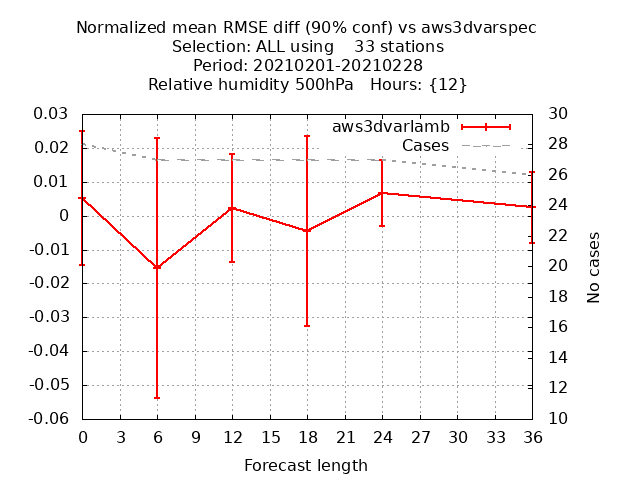 Normalized mean RMSE diff (90% conf) vs aws3dvarspec
Selection: ALL using    33 stations
Period: 20210201-20210228
Relative humidity 500hPa   Hours: {12}
aws3dvarlamb
Cases
0.03
0.02
0.01
0
-0.01
-0.02
-0.03
-0.04
-0.05
-0.06
30
28
26
24
22
20
18
16
14
12
10
No cases
0 3 6 9 12 15 18 21 24 27 30 33 36
Forecast length